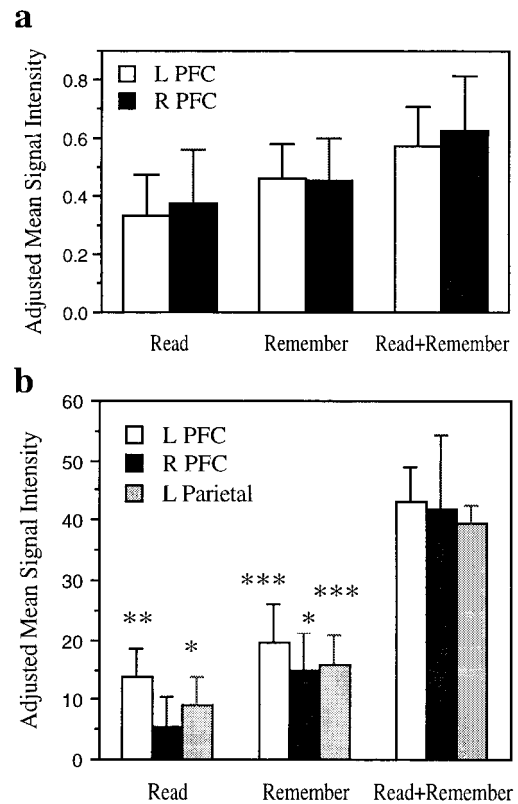 a
Adjusted Mean Signal Intensity
0.8
0.6
0.4
0.2
0.0
L PFC
R PFC
Read Remember Read+Remember
b
Adjusted Mean Signal Intensity
60
50
40
30
20
10
0
L PFC
R PFC
L Parietal
** * *** * ***
Read Remember Read+Remember